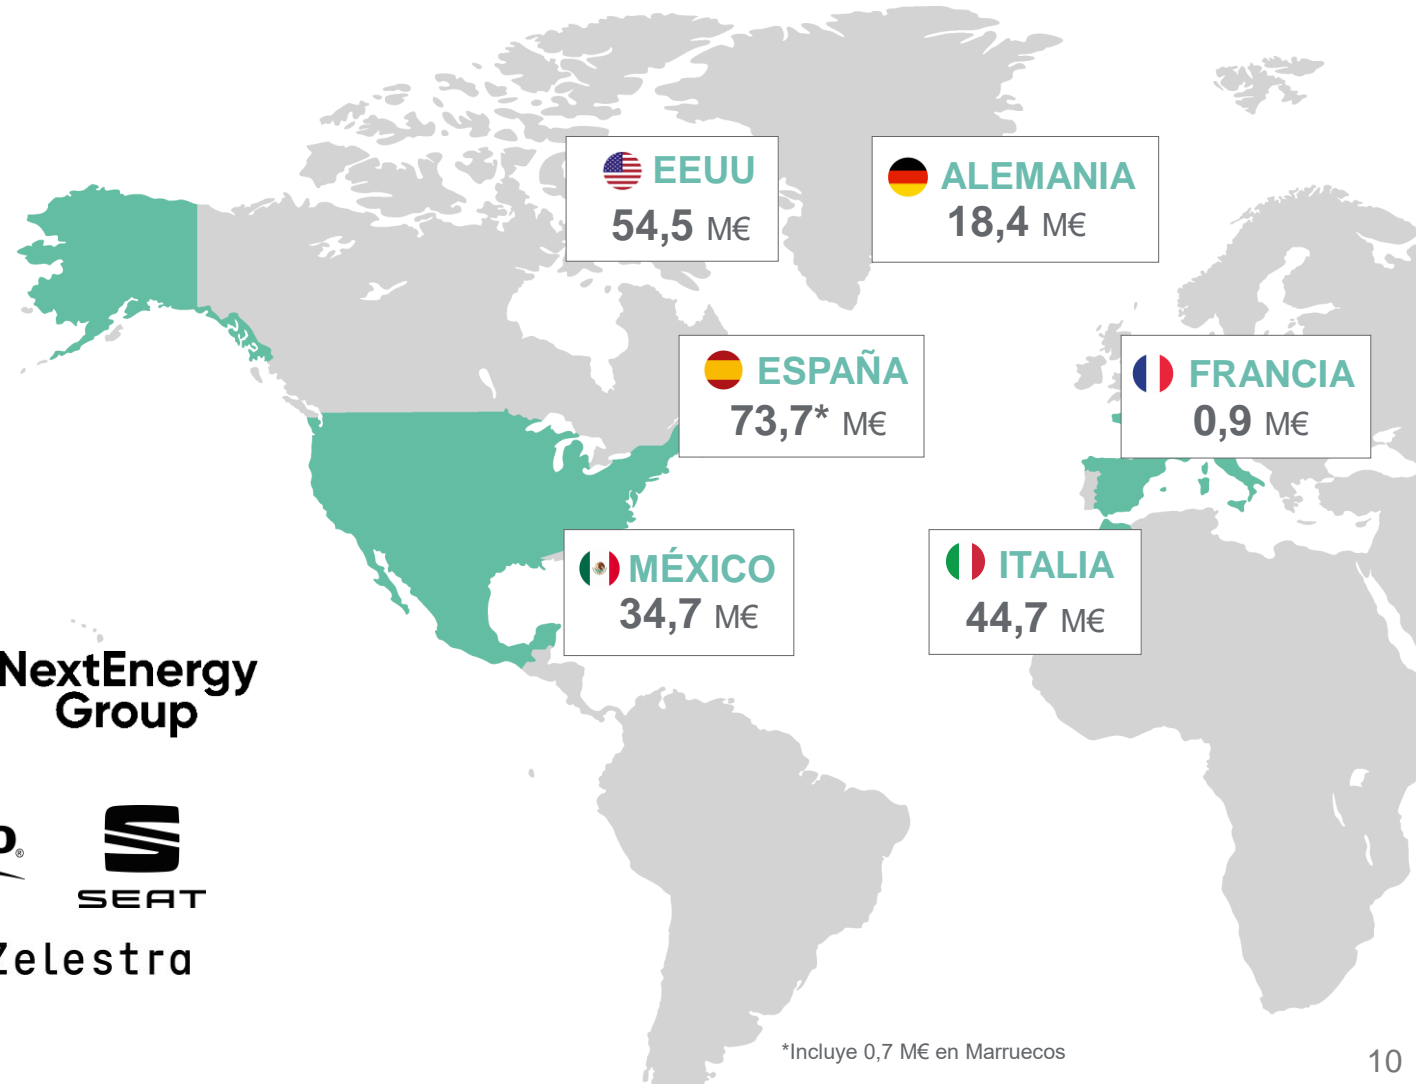 EEUU
54,5 M€
ALEMANIA
18,4 M€
ESPAÑA
73,7* M€
FRANCIA
0,9 M€
MÉXICO
34,7 M€
ITALIA
44,7 M€
NextEnergy
Group
SEAT
Zelestra
*Incluye 0,7 M€ en Marruecos
10